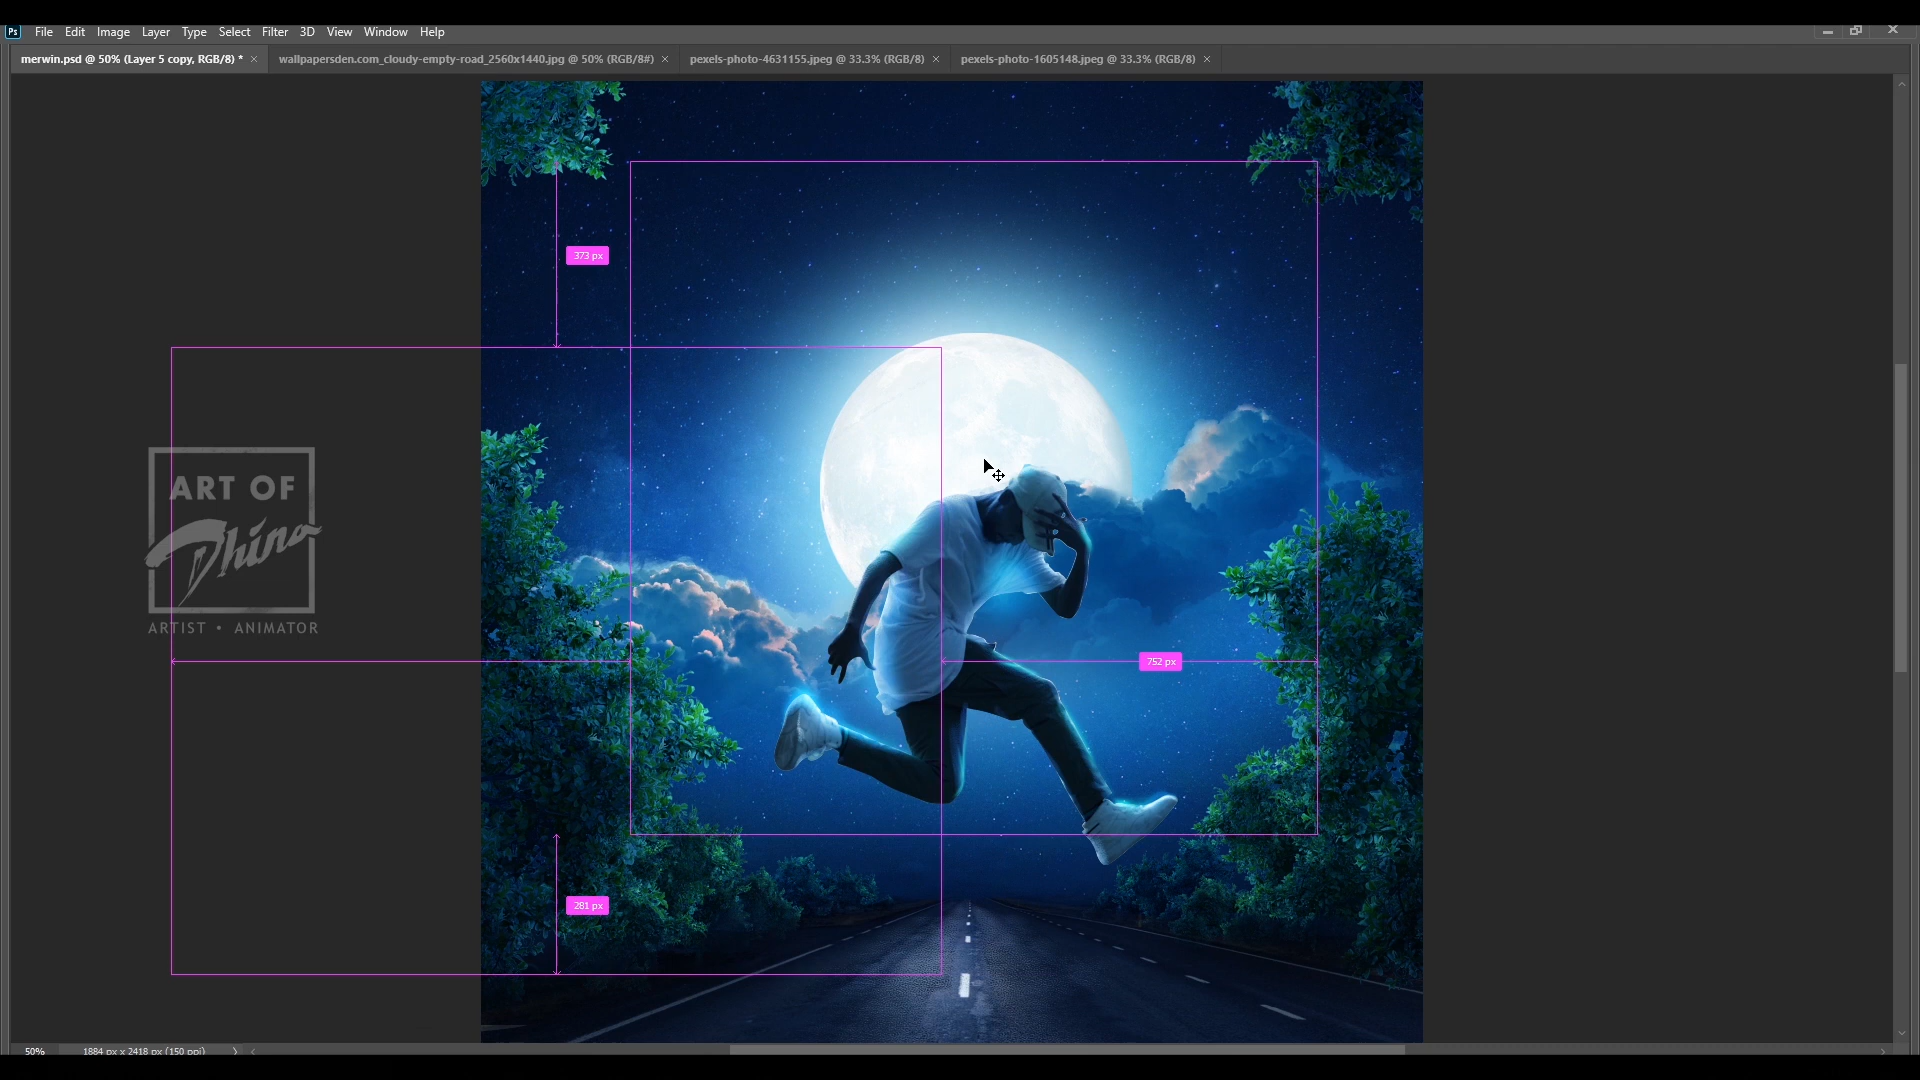 Ps File Edit Image Layer Type Select Filter 3D View Window Help
merwin.psd @ 50% (Layer 5 copy, RGB/8) * × wallpapersden.com_cloudy-empty-road_2560x1440.jpg @ 50% (RGB/8#) × pexels-photo-4631155.jpeg @ 33.3% (RGB/8) × pexels-photo-1605148.jpeg @ 33.3% (RGB/8) ×
373 px
ART OF
Dhina
ARTIST • ANIMATOR
752 px
281 px
50% 1884 px x 2418 px (150 ppi)